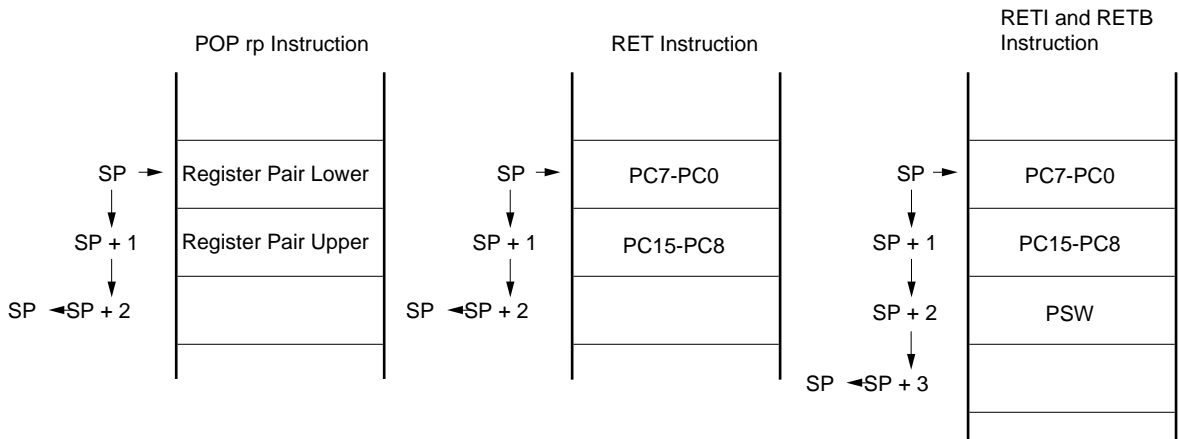 POP rp Instruction
SP
Register Pair Lower
SP + 1
Register Pair Upper
SP
SP + 2
RET Instruction
SP
PC7-PC0
SP + 1
PC15-PC8
SP
SP + 2
RETI and RETB
Instruction
SP
PC7-PC0
SP + 1
PC15-PC8
SP + 2
PSW
SP
SP + 3